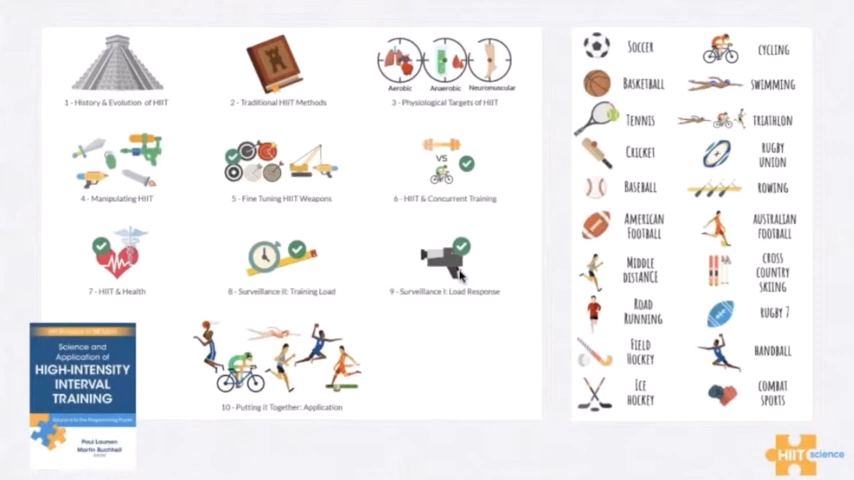 Aerobic Anaerobic Neuromuscular
1 - History & Evolution of HIIT
2 - Traditional HIIT Methods
3 - Physiological Targets of HIIT
VS
4 - Manipulating HIIT
5 - Fine Tuning HIIT Weapons
6 - HIIT & Concurrent Training
7 - HIIT & Health
8 - Surveillance II: Training Load
9 - Surveillance I: Load Response
10 - Putting it Together: Application
Science and
Application of
HIGH-INTENSITY
INTERVAL
TRAINING
Paul Laursen
Martin Buchheit
SOCCER
CYCLING
BASKETBALL
SWIMMING
TENNIS
TRIATHLON
CRICKET
RUGBY
UNION
BASEBALL
ROWING
AMERICAN
FOOTBALL
AUSTRALIAN
FOOTBALL
MIDDLE
DISTANCE
CROSS
COUNTRY
SKIING
ROAD
RUNNING
RUGBY 7
FIELD
HOCKEY
HANDBALL
ICE
HOCKEY
COMBAT
SPORTS
HIIT science